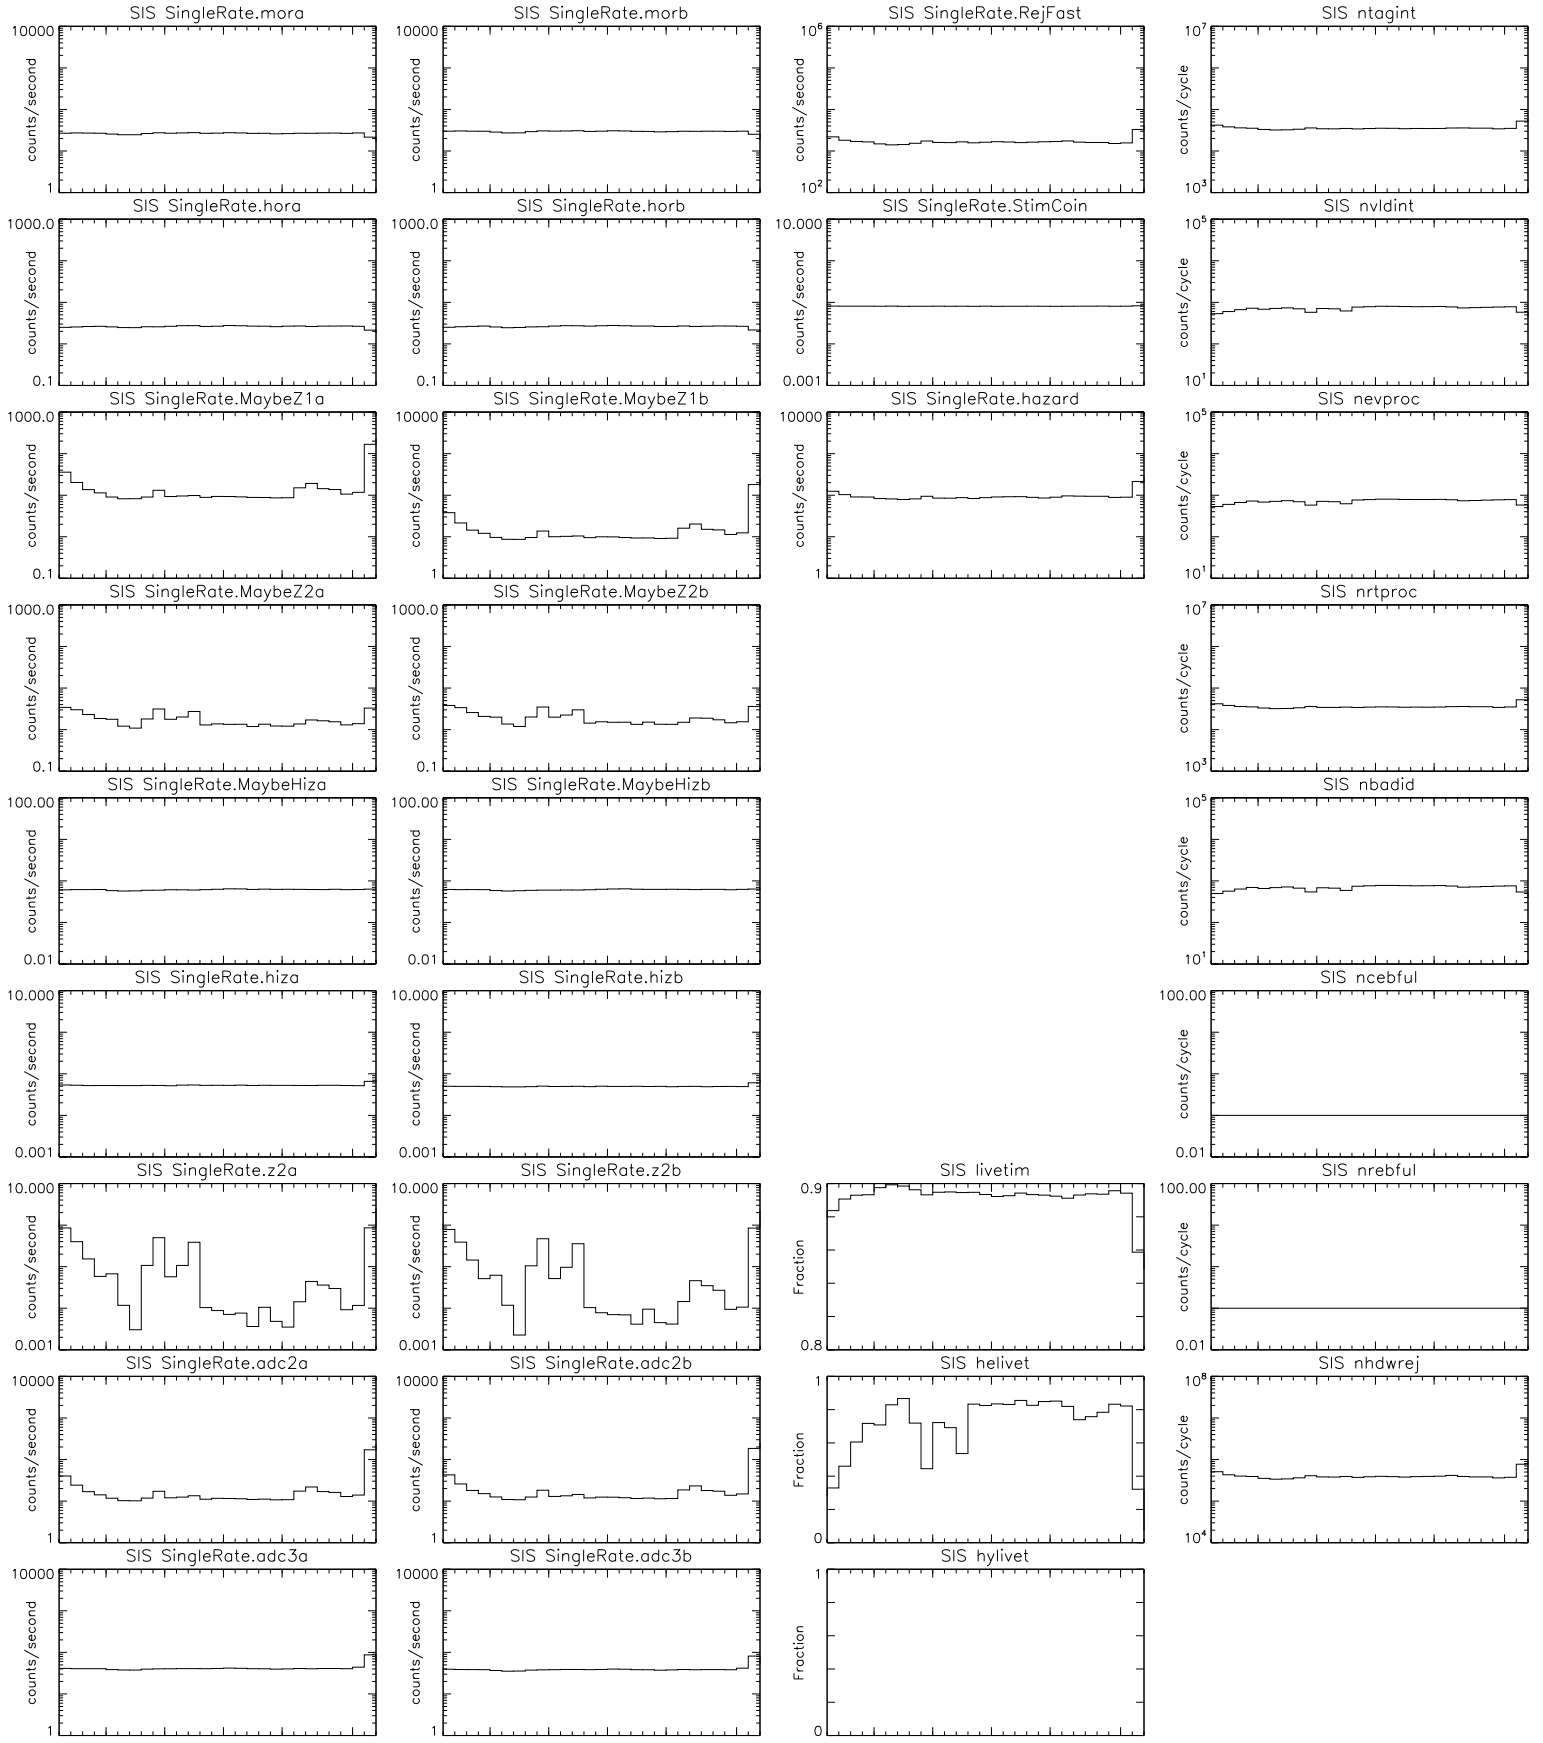 SIS SingleRate.mora
10000
counts/second
1
SIS SingleRate.morb
10000
counts/second
1
SIS SingleRate.RejFast
10⁶
counts/second
10²
SIS ntagint
10⁷
counts/cycle
10³
SIS SingleRate.hora
1000.0
counts/second
0.1
SIS SingleRate.horb
1000.0
counts/second
0.1
SIS SingleRate.StimCoin
10.000
counts/second
0.001
SIS nvldint
10⁵
counts/cycle
10¹
SIS SingleRate.MaybeZ1a
1000.0
counts/second
0.1
SIS SingleRate.MaybeZ1b
10000
counts/second
1
SIS SingleRate.hazard
10000
counts/second
1
SIS nevproc
10⁵
counts/cycle
10¹
SIS SingleRate.MaybeZ2a
1000.0
counts/second
0.1
SIS SingleRate.MaybeZ2b
1000.0
counts/second
0.1
SIS nrtproc
10⁷
counts/cycle
10³
SIS SingleRate.MaybeHiza
100.00
counts/second
0.01
SIS SingleRate.MaybeHizb
100.00
counts/second
0.01
SIS nbadid
10⁵
counts/cycle
10¹
SIS SingleRate.hiza
10.000
counts/second
0.001
SIS SingleRate.hizb
10.000
counts/second
0.001
SIS ncebful
100.00
counts/cycle
0.01
SIS SingleRate.z2a
10.000
counts/second
0.001
SIS SingleRate.z2b
10.000
counts/second
0.001
SIS livetim
0.9
Fraction
0.8
SIS nrebful
100.00
counts/cycle
0.01
SIS SingleRate.adc2a
10000
counts/second
1
SIS SingleRate.adc2b
10000
counts/second
1
SIS helivet
1
Fraction
0
SIS nhdwrej
10⁸
counts/cycle
10⁴
SIS SingleRate.adc3a
10000
counts/second
1
SIS SingleRate.adc3b
10000
counts/second
1
SIS hylivet
1
Fraction
0